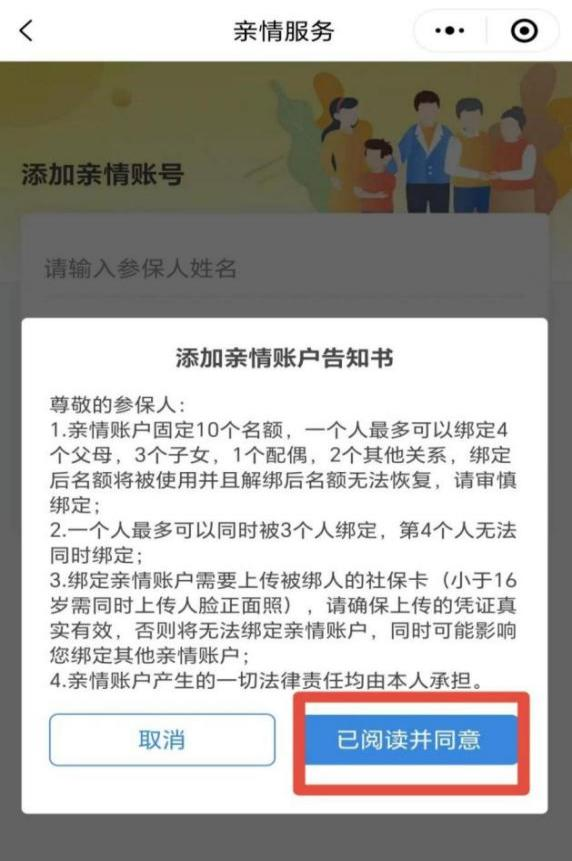 亲情服务
添加亲情账号
请输入参保人姓名
添加亲情账户告知书
尊敬的参保人：
1.亲情账户固定10个名额，一个人最多可以绑定4
个父母，3个子女，1个配偶，2个其他关系，绑定
后名额将被使用并且解绑后名额无法恢复，请审慎
绑定；
2.一个人最多可以同时被3个人绑定，第4个人无法
同时绑定；
3.绑定亲情账户需要上传被绑人的社保卡（小于16
岁需同时上传人脸正面照），请确保上传的凭证真
实有效，否则将无法绑定亲情账户，同时可能影响
您绑定其他亲情账户；
4.亲情账户产生的一切法律责任均由本人承担。
取消
已阅读并同意